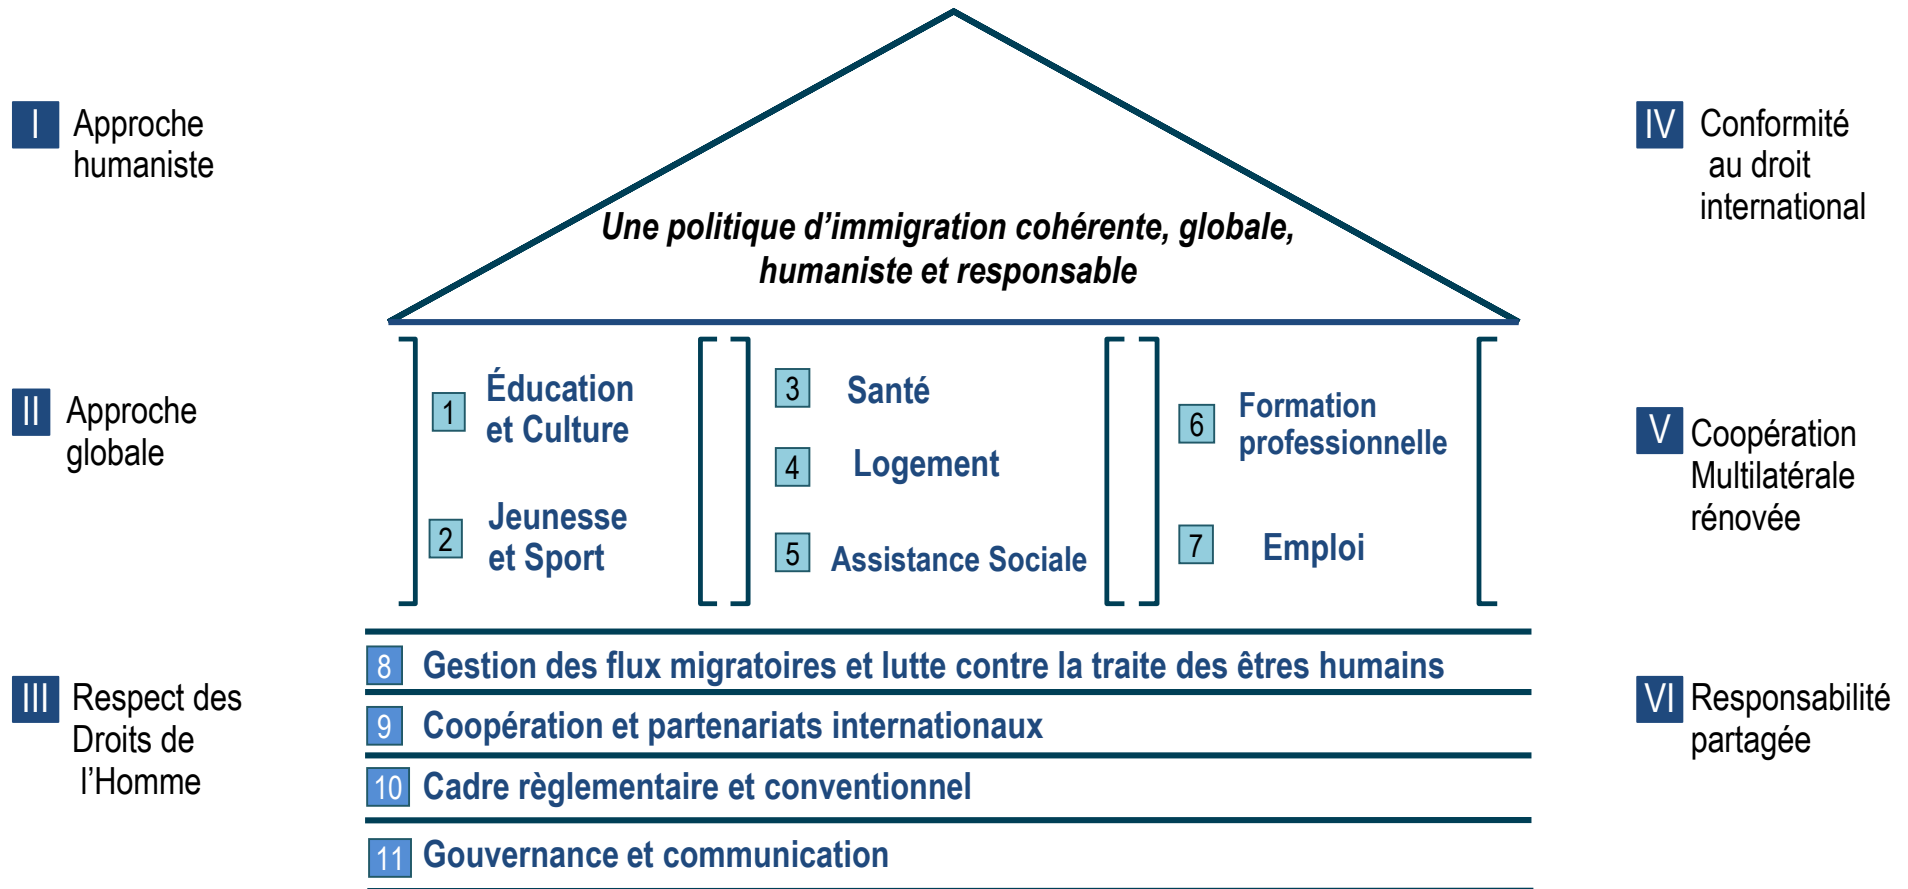 I Approche
humaniste
II Approche
globale
III Respect des
Droits de
l’Homme
Une politique d’immigration cohérente, globale,
humaniste et responsable
1 Éducation
et Culture
2 Jeunesse
et Sport
3 Santé
4 Logement
5 Assistance Sociale
6 Formation
professionnelle
7 Emploi
8 Gestion des flux migratoires et lutte contre la traite des êtres humains
9 Coopération et partenariats internationaux
10 Cadre règlementaire et conventionnel
11 Gouvernance et communication
IV Conformité
au droit
international
V Coopération
Multilatérale
rénovée
VI Responsabilité
partagée